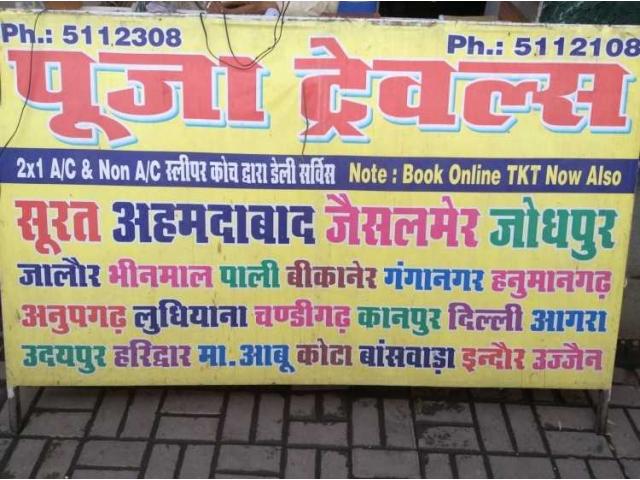 Ph.: 5112308 Ph.: 5112108
पूजा ट्रेवल्स
2x1 A/C & Non A/C स्लीपर कोच द्वारा डेली सर्विस Note : Book Online TKT Now Also
सूरत अहमदाबाद जैसलमेर जोधपुर
जालौर भीनमाल पाली बीकानेर गंगानगर हनुमानगढ़
अनुपगढ़ लुधियाना चण्डीगढ़ कानपुर दिल्ली आगरा
उदयपुर हरिद्वार मा.आबू कोटा बांसवाड़ा इन्दौर उज्जैन